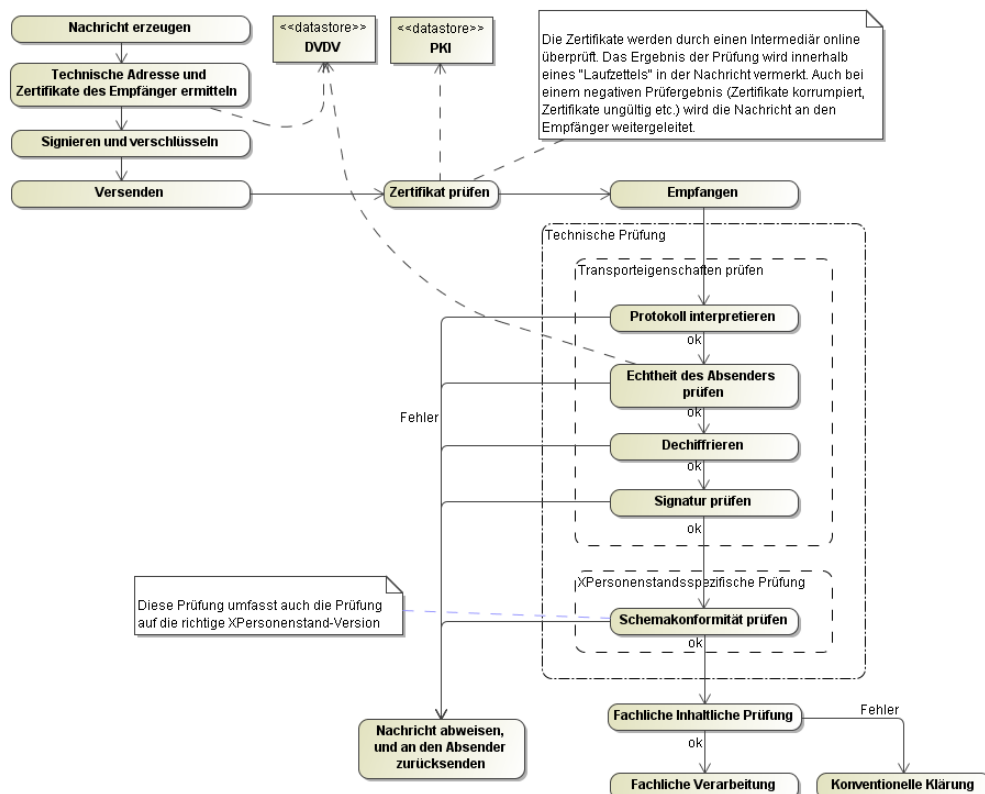 Nachricht erzeugen
<<datastore>>
DVDV
<<datastore>>
PKI
Die Zertifikate werden durch einen Intermediär online
überprüft. Das Ergebnis der Prüfung wird innerhalb
eines "Laufzettels" in der Nachricht vermerkt. Auch bei
einem negativen Prüfergebnis (Zertifikate korrumpiert,
Zertifikate ungültig etc.) wird die Nachricht an den
Empfänger weitergeleitet.
Technische Adresse und
Zertifikate des Empfänger ermitteln
Signieren und verschlüsseln
Versenden
Zertifikat prüfen
Empfangen
Technische Prüfung
Transporteigenschaften prüfen
Protokoll interpretieren
ok
Echtheit des Absenders
prüfen
ok
Fehler
Dechiffrieren
ok
Signatur prüfen
ok
XPersonenstandsspezifische Prüfung
Diese Prüfung umfasst auch die Prüfung
auf die richtige XPersonenstand-Version
Schemakonformität prüfen
ok
Nachricht abweisen,
und an den Absender
zurücksenden
Fachliche Inhaltliche Prüfung
Fehler
ok
Fachliche Verarbeitung
Konventionelle Klärung